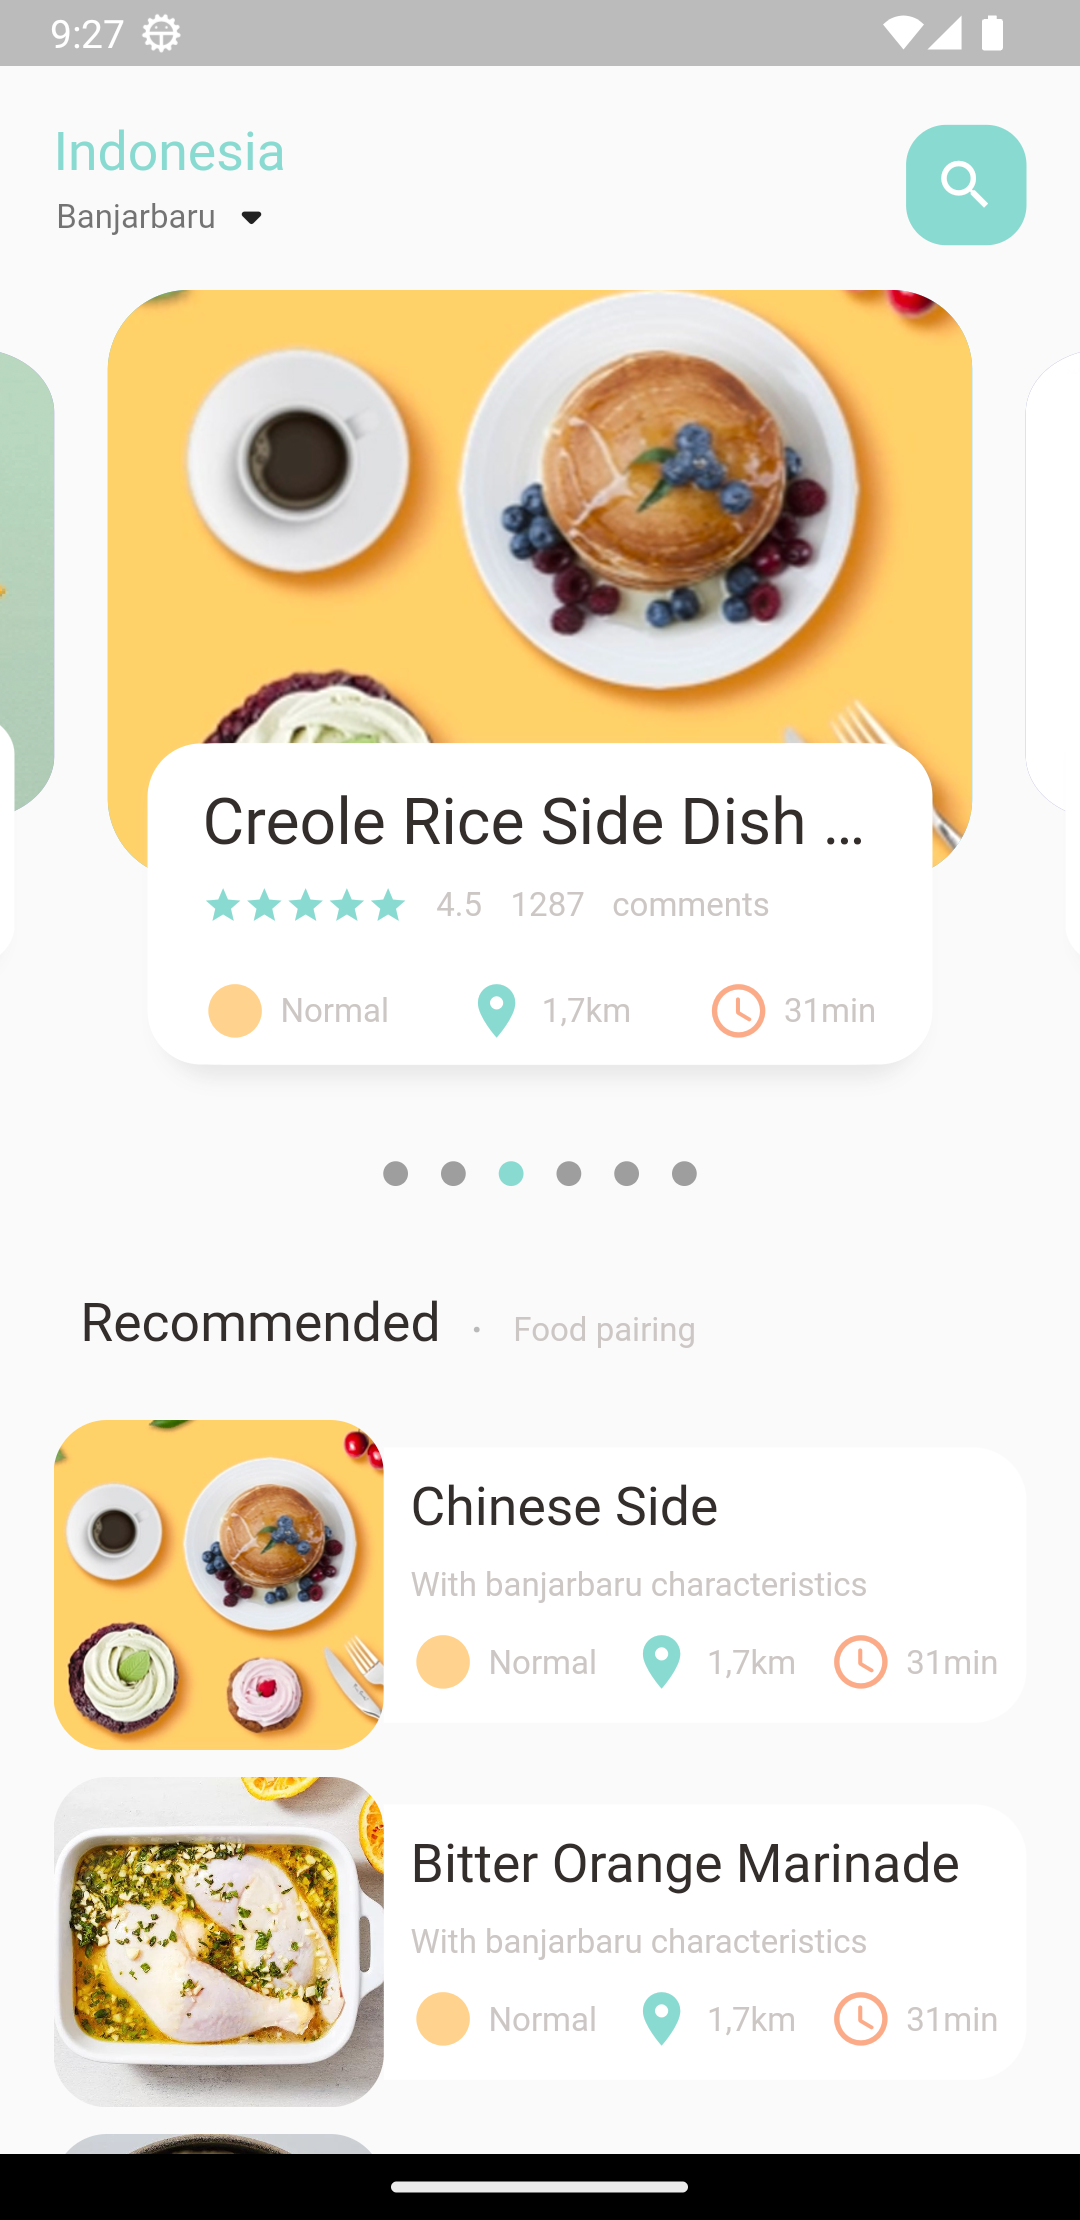 9:27
Indonesia
Banjarbaru
Creole Rice Side Dish ...
4.5 1287 comments
Normal 1,7km 31min
Recommended · Food pairing
Chinese Side
With banjarbaru characteristics
Normal 1,7km 31min
Bitter Orange Marinade
With banjarbaru characteristics
Normal 1,7km 31min